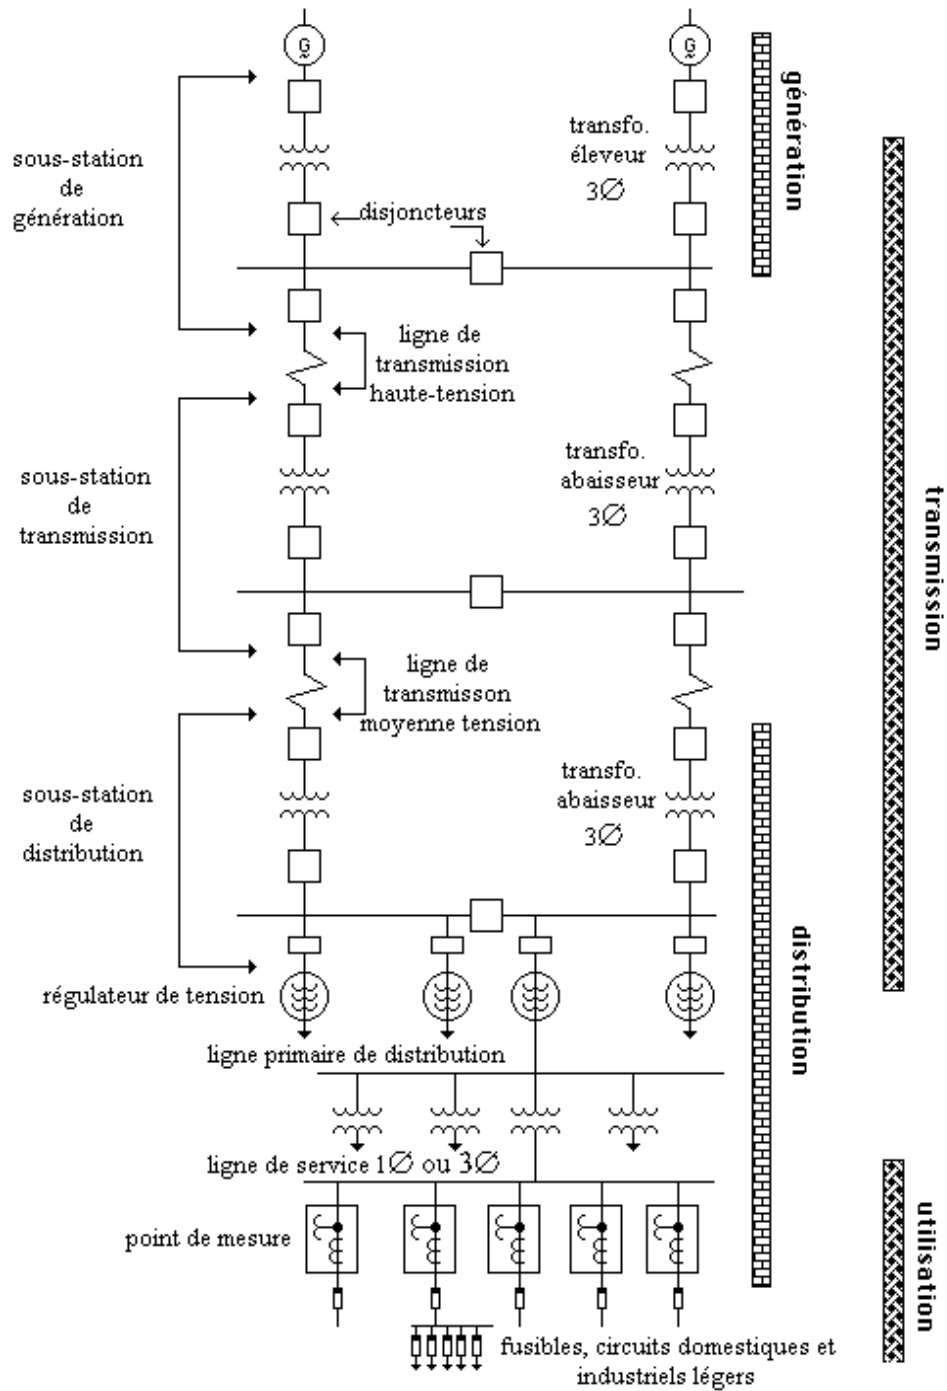 G
~
G
~
génération
transfo.
éleveur
3∅
sous-station
de
génération
disjoncteurs
ligne de
transmission
haute-tension
transfo.
abaisseur
3∅
sous-station
de
transmission
transmission
ligne de
transmisson
moyenne tension
transfo.
abaisseur
3∅
sous-station
de
distribution
distribution
régulateur de tension
ligne primaire de distribution
ligne de service 1∅ ou 3∅
point de mesure
utilisation
fusibles, circuits domestiques et
industriels légers